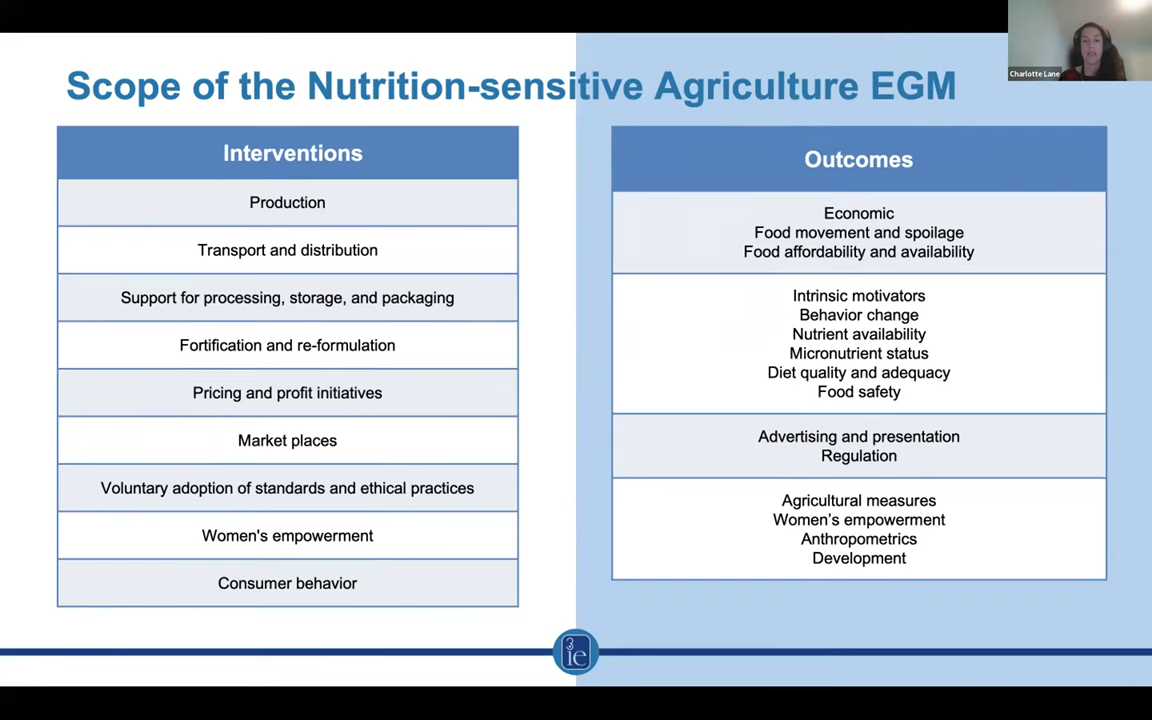 Charlotte Lane
Scope of the Nutrition-sensitive Agriculture EGM
Interventions
Production
Transport and distribution
Support for processing, storage, and packaging
Fortification and re-formulation
Pricing and profit initiatives
Market places
Voluntary adoption of standards and ethical practices
Women's empowerment
Consumer behavior
Outcomes
Economic
Food movement and spoilage
Food affordability and availability
Intrinsic motivators
Behavior change
Nutrient availability
Micronutrient status
Diet quality and adequacy
Food safety
Advertising and presentation
Regulation
Agricultural measures
Women’s empowerment
Anthropometrics
Development
3ie